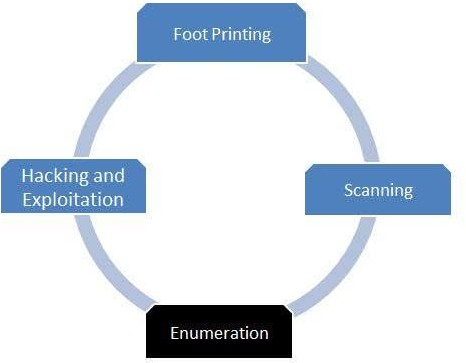 Foot Printing
Scanning
Enumeration
Hacking and
Exploitation